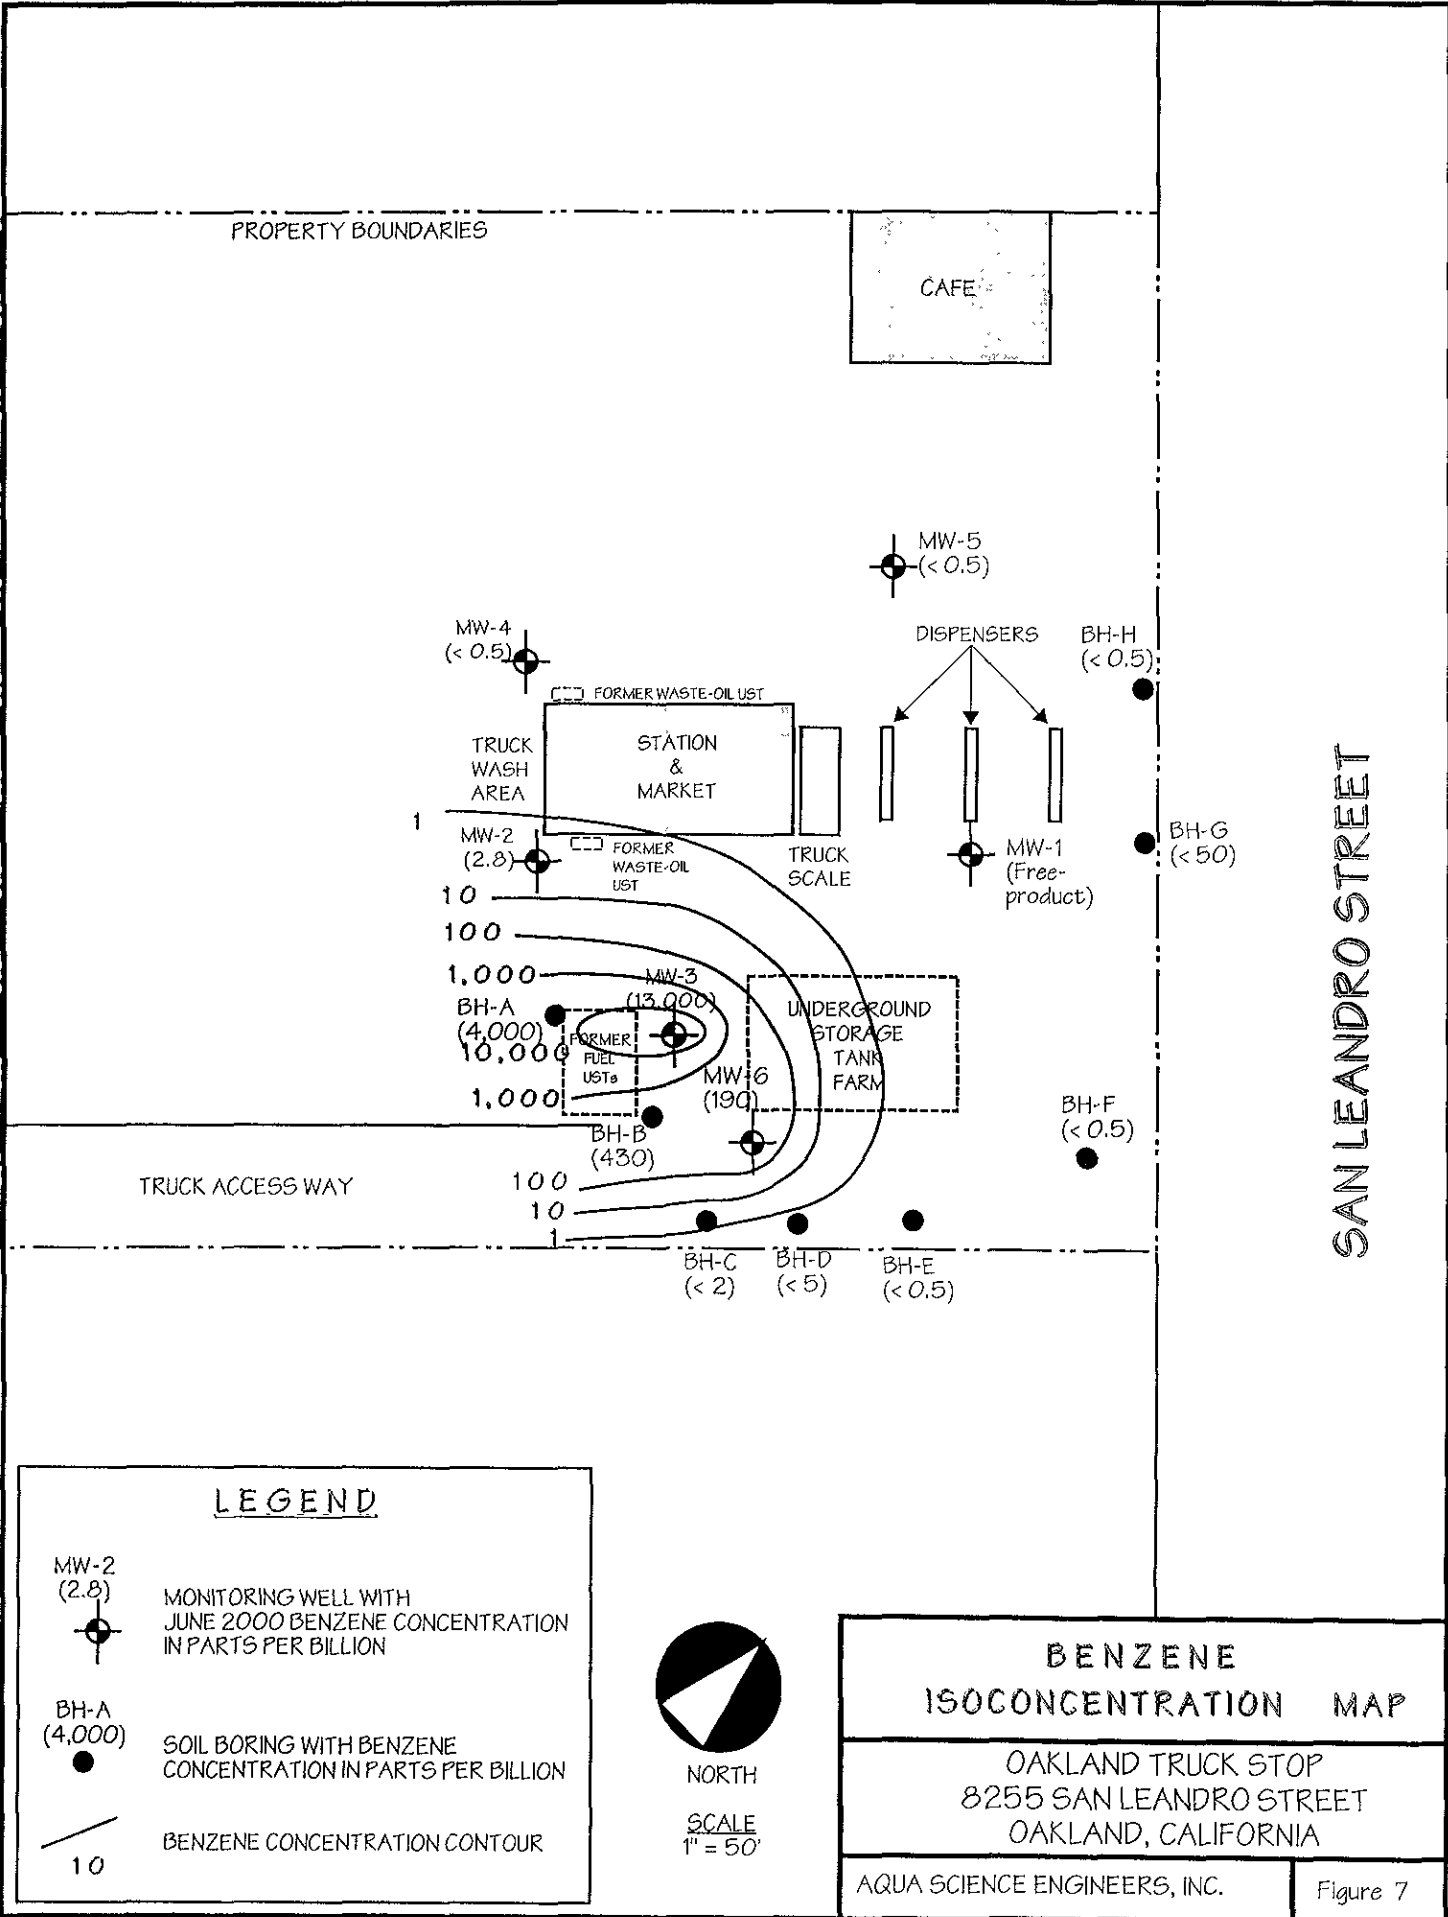 PROPERTY BOUNDARIES
CAFE
MW-5
(< 0.5)
MW-4
(< 0.5)
DISPENSERS
BH-H
(< 0.5)
FORMER WASTE-OIL UST
TRUCK
WASH
AREA
STATION
&
MARKET
1
MW-2
(2.8)
FORMER
WASTE-OIL
UST
TRUCK
SCALE
MW-1
(Free-
product)
BH-G
(< 50)
SAN LEANDRO STREET
10
100
1,000
MW-3
(13,000)
BH-A
(4,000)
10,000
FORMER
FUEL
USTs
UNDERGROUND
STORAGE
TANK
FARM
1,000
MW-6
(190)
BH-B
(430)
BH-F
(< 0.5)
TRUCK ACCESS WAY
100
10
1
BH-C
(< 2)
BH-D
(< 5)
BH-E
(< 0.5)
LEGEND
MW-2
(2.8)
MONITORING WELL WITH
JUNE 2000 BENZENE CONCENTRATION
IN PARTS PER BILLION
BH-A
(4,000)
SOIL BORING WITH BENZENE
CONCENTRATION IN PARTS PER BILLION
10
BENZENE CONCENTRATION CONTOUR
NORTH
SCALE
1" = 50'
BENZENE
ISOCONCENTRATION MAP
OAKLAND TRUCK STOP
8255 SAN LEANDRO STREET
OAKLAND, CALIFORNIA
AQUA SCIENCE ENGINEERS, INC.
Figure 7